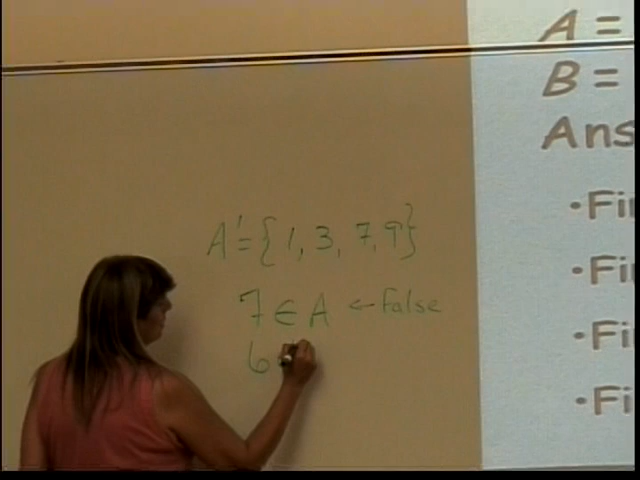 A =
B =
Ans
•Fi
•Fi
•Fi
•Fi
A' = {1, 3, 7, 9}
7 ∈ A ← False
6